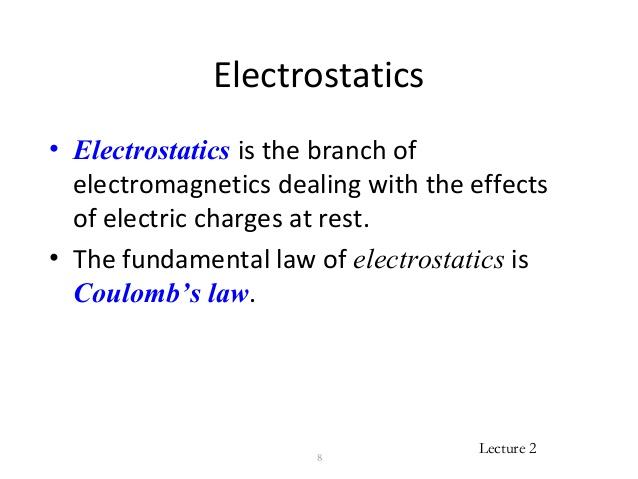 Electrostatics
• Electrostatics is the branch of
electromagnetics dealing with the effects
of electric charges at rest.
• The fundamental law of electrostatics is
Coulomb’s law.
8
Lecture 2